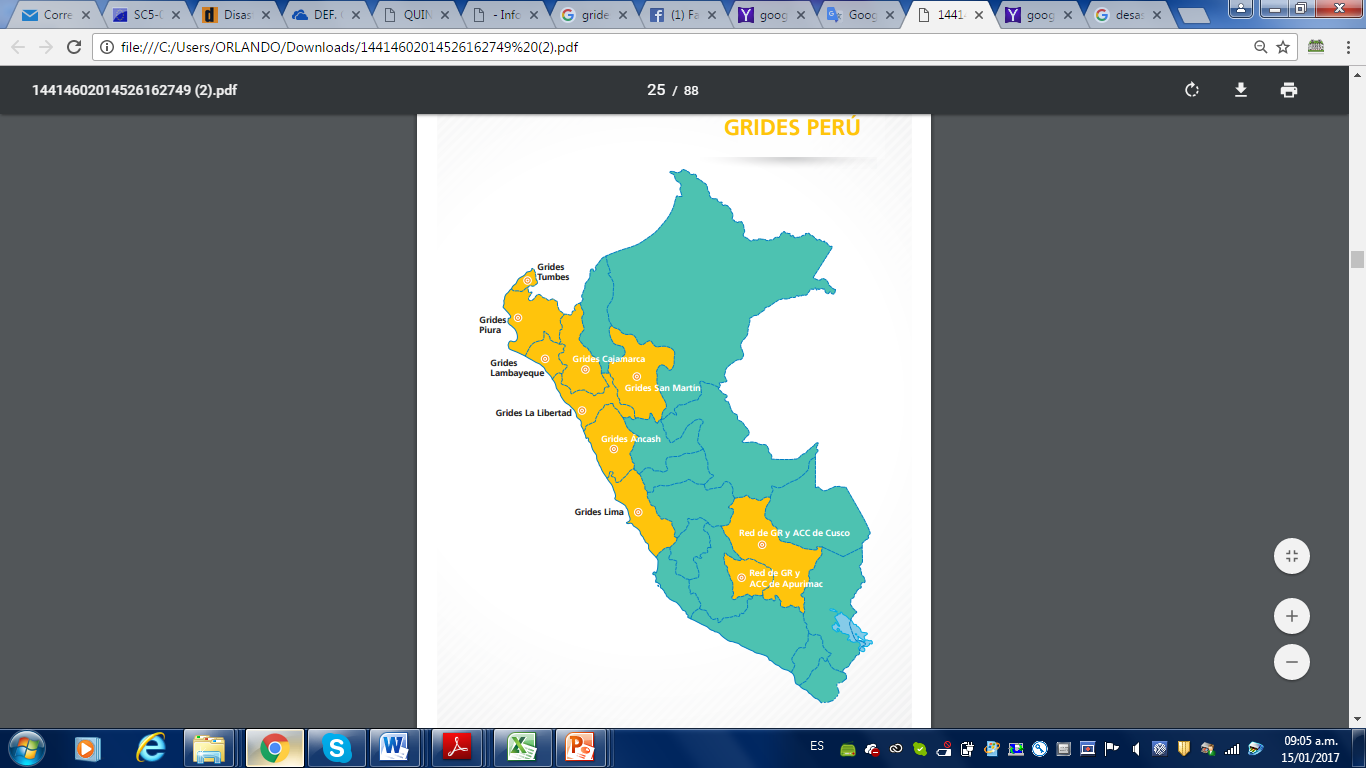 Corre
SC5-0
Disas
DEF.
QUIN
- Info
gride
(1) Fa
goog
Goog
1441
goog
desas
file:///C:/Users/ORLANDO/Downloads/14414602014526162749%20(2).pdf
14414602014526162749 (2).pdf
25 / 88
GRIDES PERÚ
Grides
Tumbes
Grides
Piura
Grides
Lambayeque
Grides Cajamarca
Grides San Martín
Grides La Libertad
Grides Áncash
Grides Lima
Red de GR y ACC de Cusco
Red de GR y
ACC de Apurímac
ES
09:05 a.m.
15/01/2017